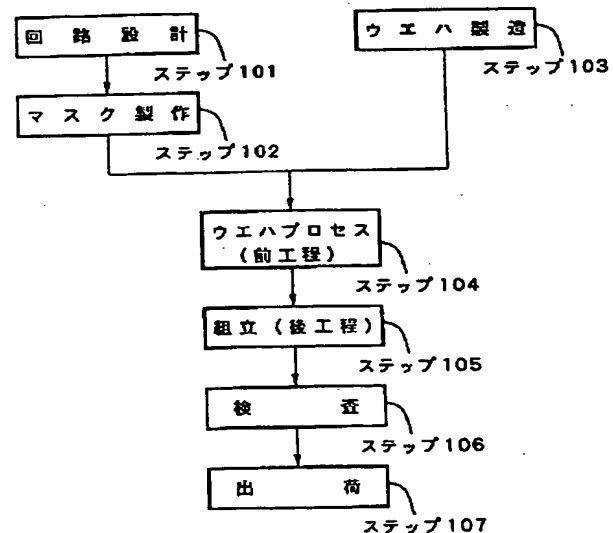 回路設計
ステップ101
マスク製作
ステップ102
ウエハ製造
ステップ103
ウエハプロセス
(前工程)
ステップ104
組立(後工程)
ステップ105
検査
ステップ106
出荷
ステップ107